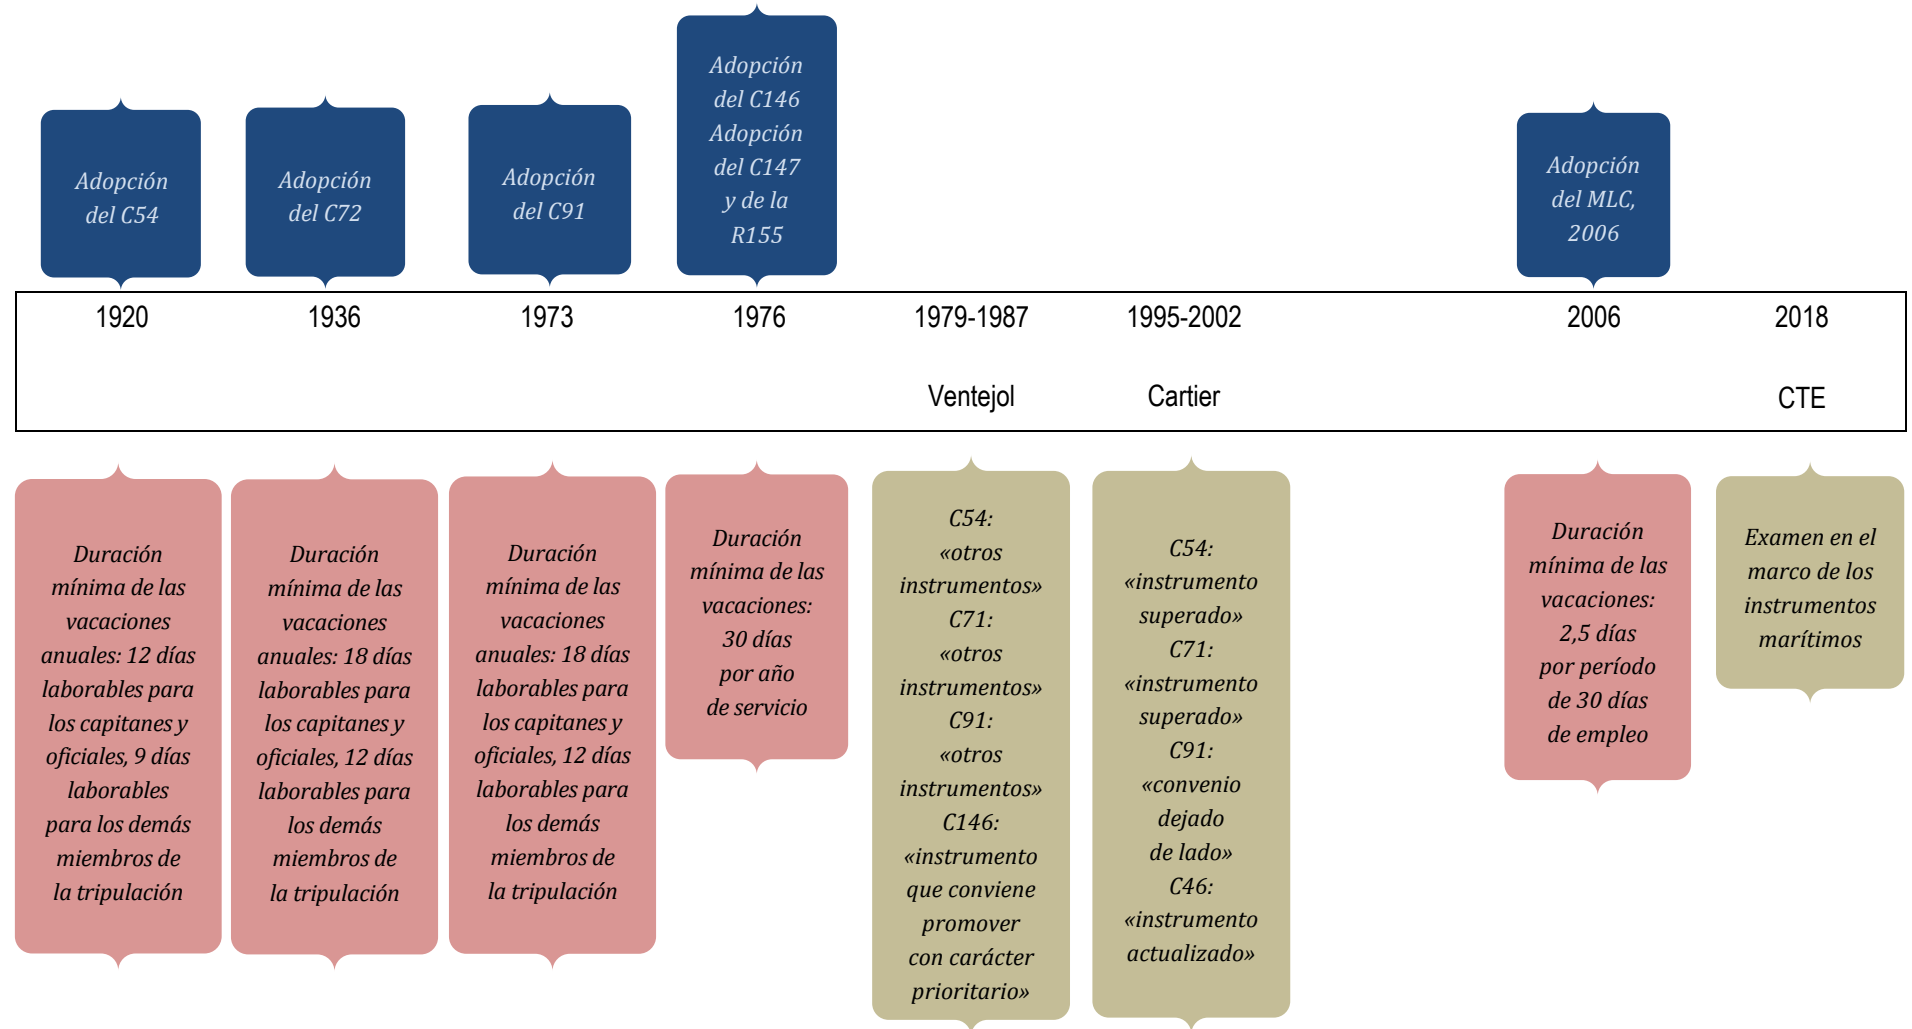 Adopción
del C54
Adopción
del C72
Adopción
del C91
Adopción
del C146
Adopción
del C147
y de la
R155
Adopción
del MLC,
2006
1920
1936
1973
1976
1979-1987
1995-2002
2006
2018
Ventejol
Cartier
CTE
Duración
mínima de las
vacaciones
anuales: 12 días
laborables para
los capitanes y
oficiales, 9 días
laborables
para los demás
miembros de
la tripulación
Duración
mínima de las
vacaciones
anuales: 18 días
laborables para
los capitanes y
oficiales, 12 días
laborables para
los demás
miembros de
la tripulación
Duración
mínima de las
vacaciones
anuales: 18 días
laborables para
los capitanes y
oficiales, 12 días
laborables para
los demás
miembros de
la tripulación
Duración
mínima de las
vacaciones:
30 días
por año
de servicio
C54:
«otros
instrumentos»
C71:
«otros
instrumentos»
C91:
«otros
instrumentos»
C146:
«instrumento
que conviene
promover
con carácter
prioritario»
C54:
«instrumento
superado»
C71:
«instrumento
superado»
C91:
«convenio
dejado
de lado»
C46:
«instrumento
actualizado»
Duración
mínima de las
vacaciones:
2,5 días
por período
de 30 días
de empleo
Examen en el
marco de los
instrumentos
marítimos